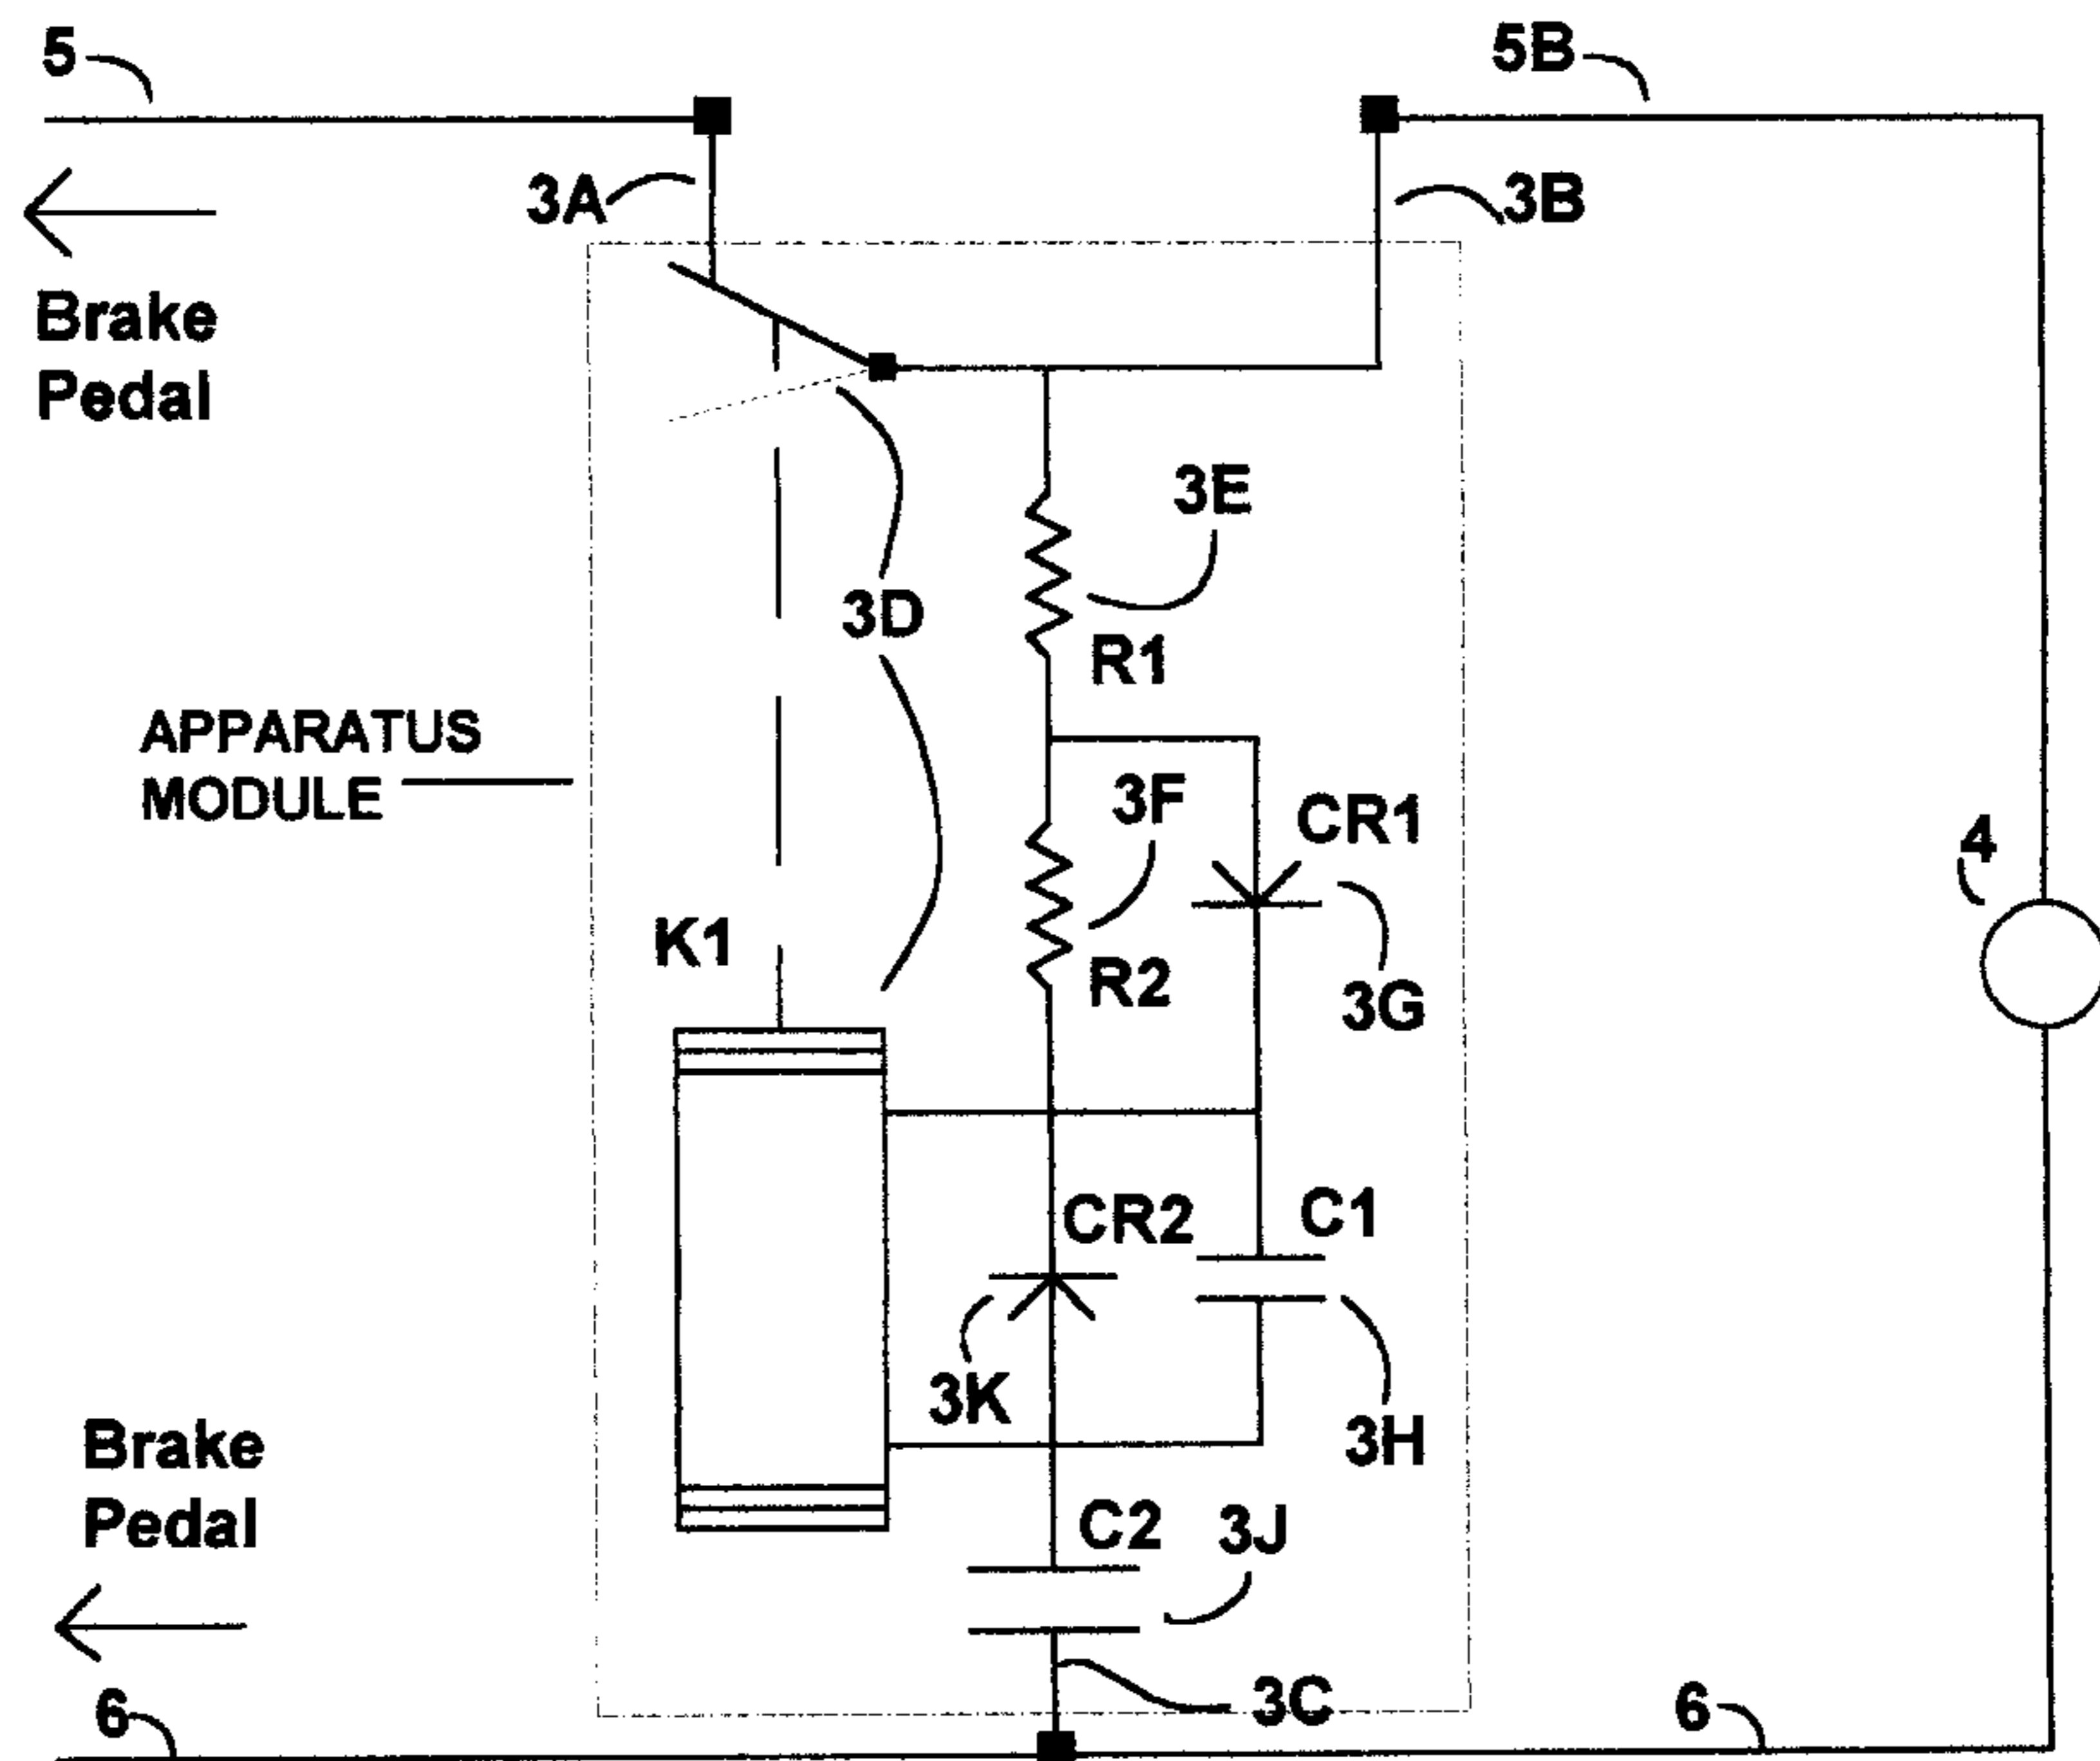 5
5B
3A
3B
Brake
Pedal
3E
3D
R1
APPARATUS
MODULE
3F
CR1
4
K1
R2
3G
CR2
C1
3K
3H
Brake
Pedal
C2
3J
3C
6
6